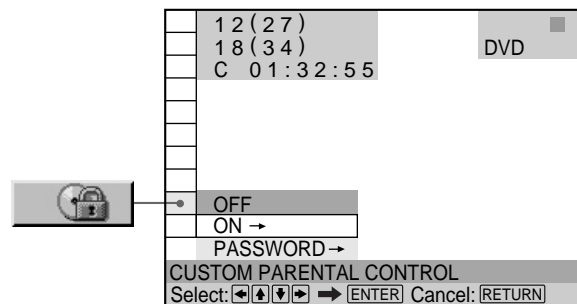 12(27)
18(34)
DVD
C 01:32:55
OFF
ON →
PASSWORD →
CUSTOM PARENTAL CONTROL
Select: ← ↑ ↓ → ➡ ENTER Cancel: RETURN